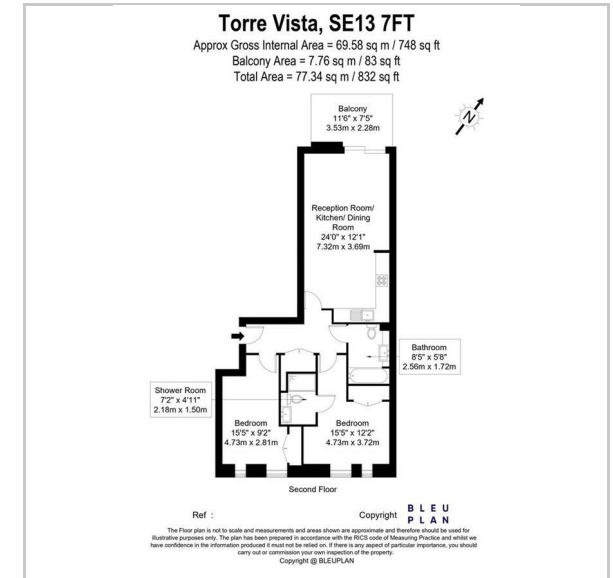 Torre Vista, SE13 7FT
Approx Gross Internal Area = 69.58 sq m / 748 sq ft
Balcony Area = 7.76 sq m / 83 sq ft
Total Area = 77.34 sq m / 832 sq ft
Balcony
11'6" x 7'5"
3.53m x 2.28m
N
Reception Room/
Kitchen/ Dining
Room
24'0" x 12'1"
7.32m x 3.69m
Bathroom
8'5" x 5'8"
2.56m x 1.72m
Shower Room
7'2" x 4'11"
2.18m x 1.50m
Bedroom
15'5" x 9'2"
4.73m x 2.81m
Bedroom
15'5" x 12'2"
4.73m x 3.72m
Second Floor
Ref :
Copyright
BLEU
PLAN
The Floor plan is not to scale and measurements and areas shown are approximate and therefore should be used for
illustrative purposes only. The plan has been prepared in accordance with the RICS code of Measuring Practice and whilst we
have confidence in the information produced it must not be relied on. If there is any aspect of particular importance, you should
carry out or commission your own inspection of the property.
Copyright @ BLEUPLAN